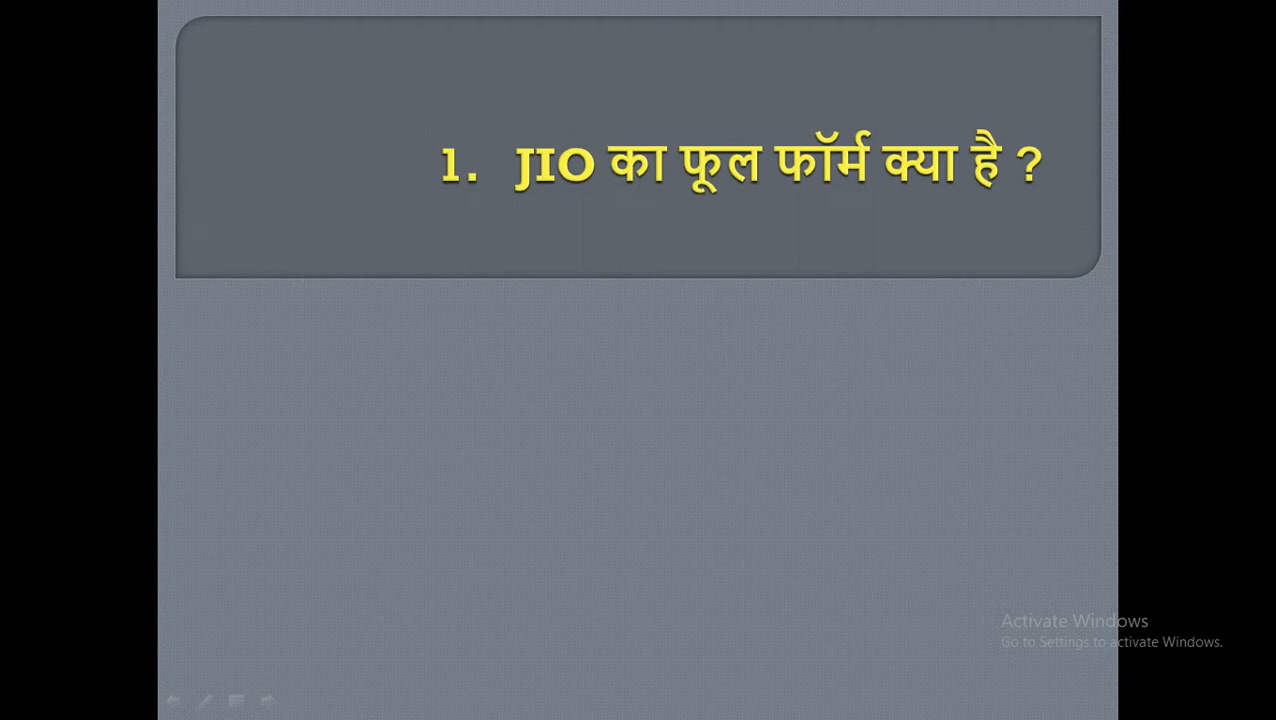 1. JIO का फूल फॉर्म क्या है ?
Activate Windows
Go to Settings to activate Windows.